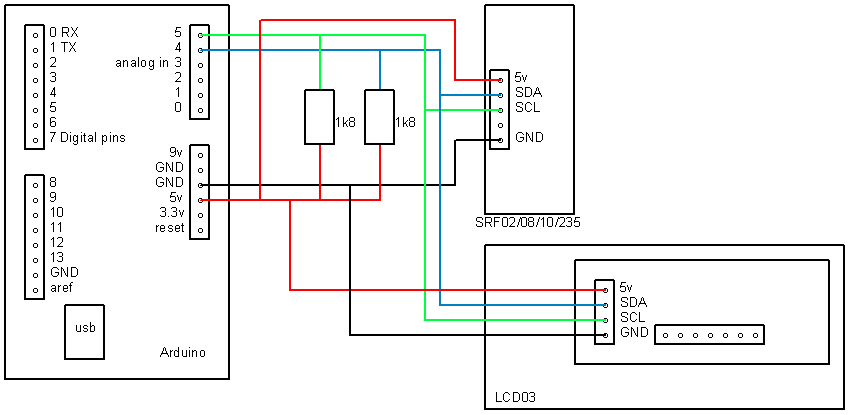 0 RX
1 TX
2
3
4
5
6
7 Digital pins
5
4
analog in 3
2
1
0
9v
GND
GND
5v
3.3v
reset
8
9
10
11
12
13
GND
aref
usb
Arduino
1k8
1k8
5v
SDA
SCL
GND
SRF02/08/10/235
5v
SDA
SCL
GND
LCD03